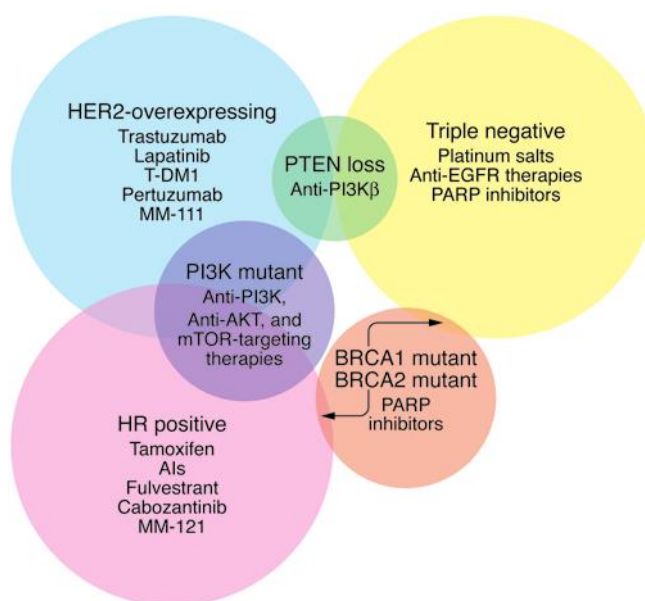 HER2-overexpressing
Trastuzumab
Lapatinib
T-DM1
Pertuzumab
MM-111
PTEN loss
Anti-PI3Kβ
Triple negative
Platinum salts
Anti-EGFR therapies
PARP inhibitors
PI3K mutant
Anti-PI3K,
Anti-AKT, and
mTOR-targeting
therapies
BRCA1 mutant
BRCA2 mutant
PARP
inhibitors
HR positive
Tamoxifen
AIs
Fulvestrant
Cabozantinib
MM-121